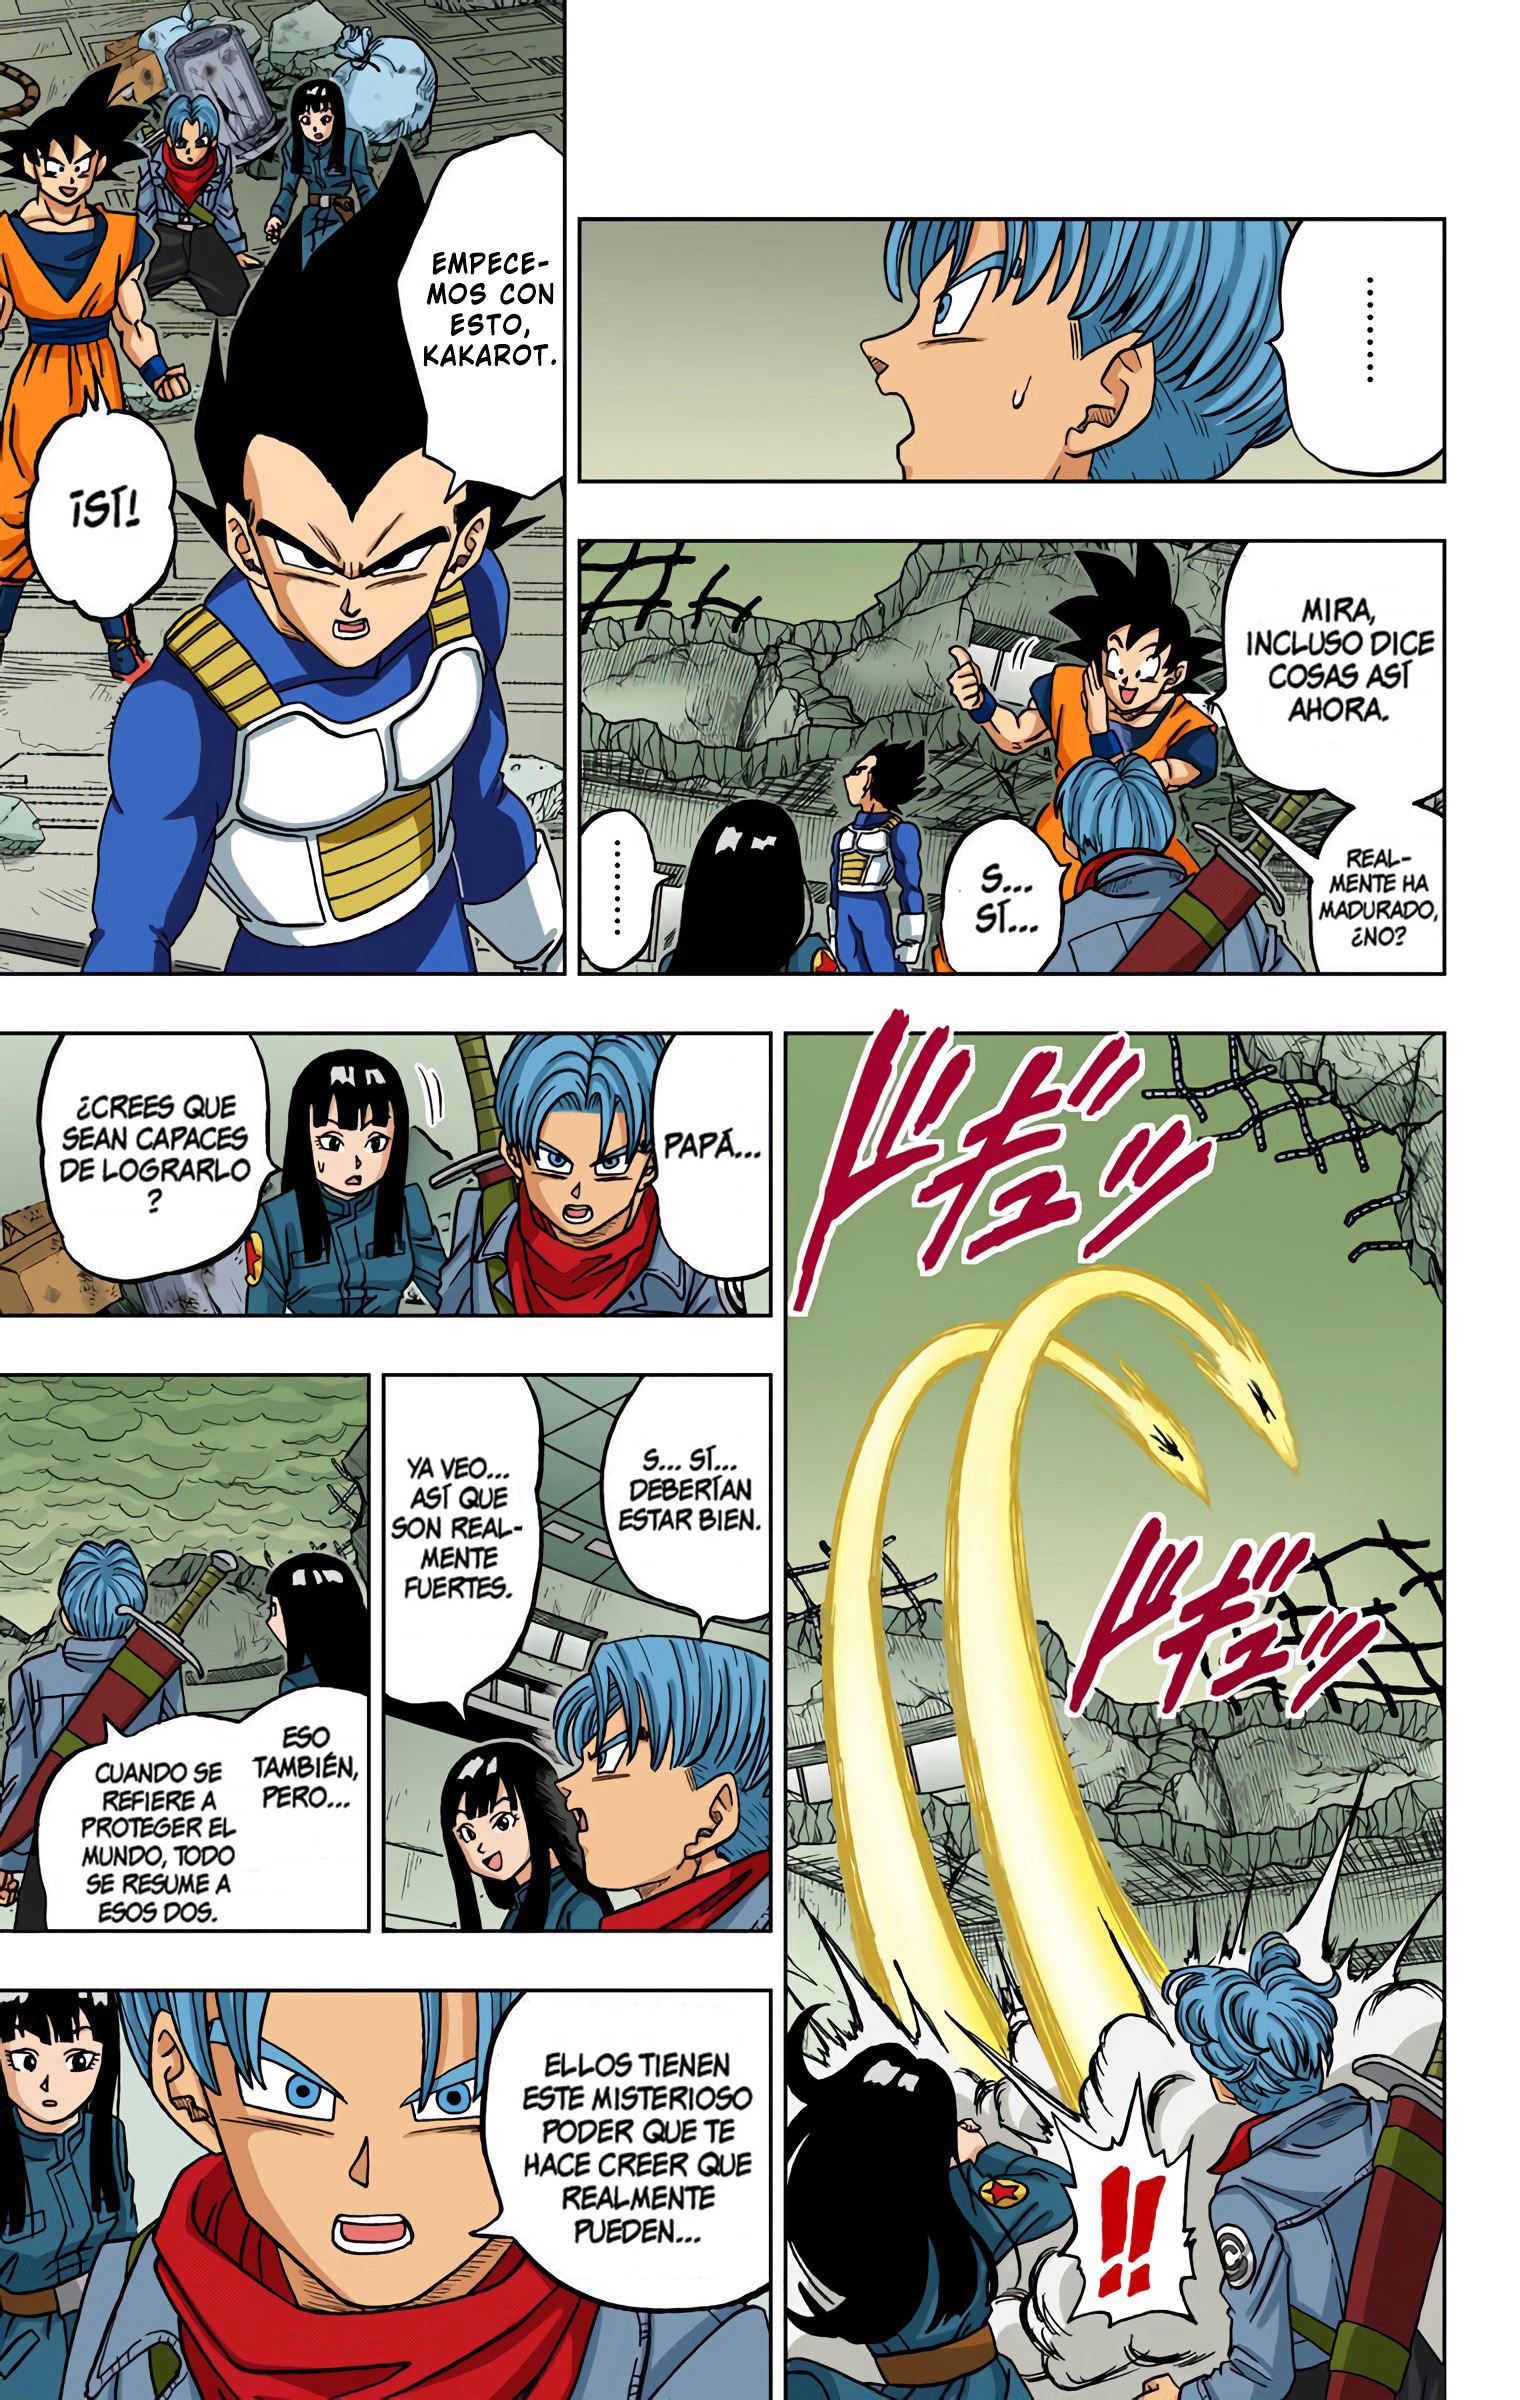 .........
MIRA,
INCLUSO DICE
COSAS ASÍ
AHORA.
REAL-
MENTE HA
MADURADO,
¿NO?
S...
SÍ...
.........
EMPECE-
MOS CON
ESTO,
KAKAROT.
¡SÍ!
ドギュッ
ドギュッ
!!
PAPÁ...
¿CREES QUE
SEAN CAPACES
DE LOGRARLO
?
S... SÍ...
DEBERÍAN
ESTAR BIEN.
YA VEO...
ASÍ QUE
SON REAL-
MENTE
FUERTES.
ESO
TAMBIÉN,
PERO...
CUANDO SE
REFIERE A
PROTEGER EL
MUNDO, TODO
SE RESUME A
ESOS DOS.
ELLOS TIENEN
ESTE MISTERIOSO
PODER QUE TE
HACE CREER QUE
REALMENTE
PUEDEN...